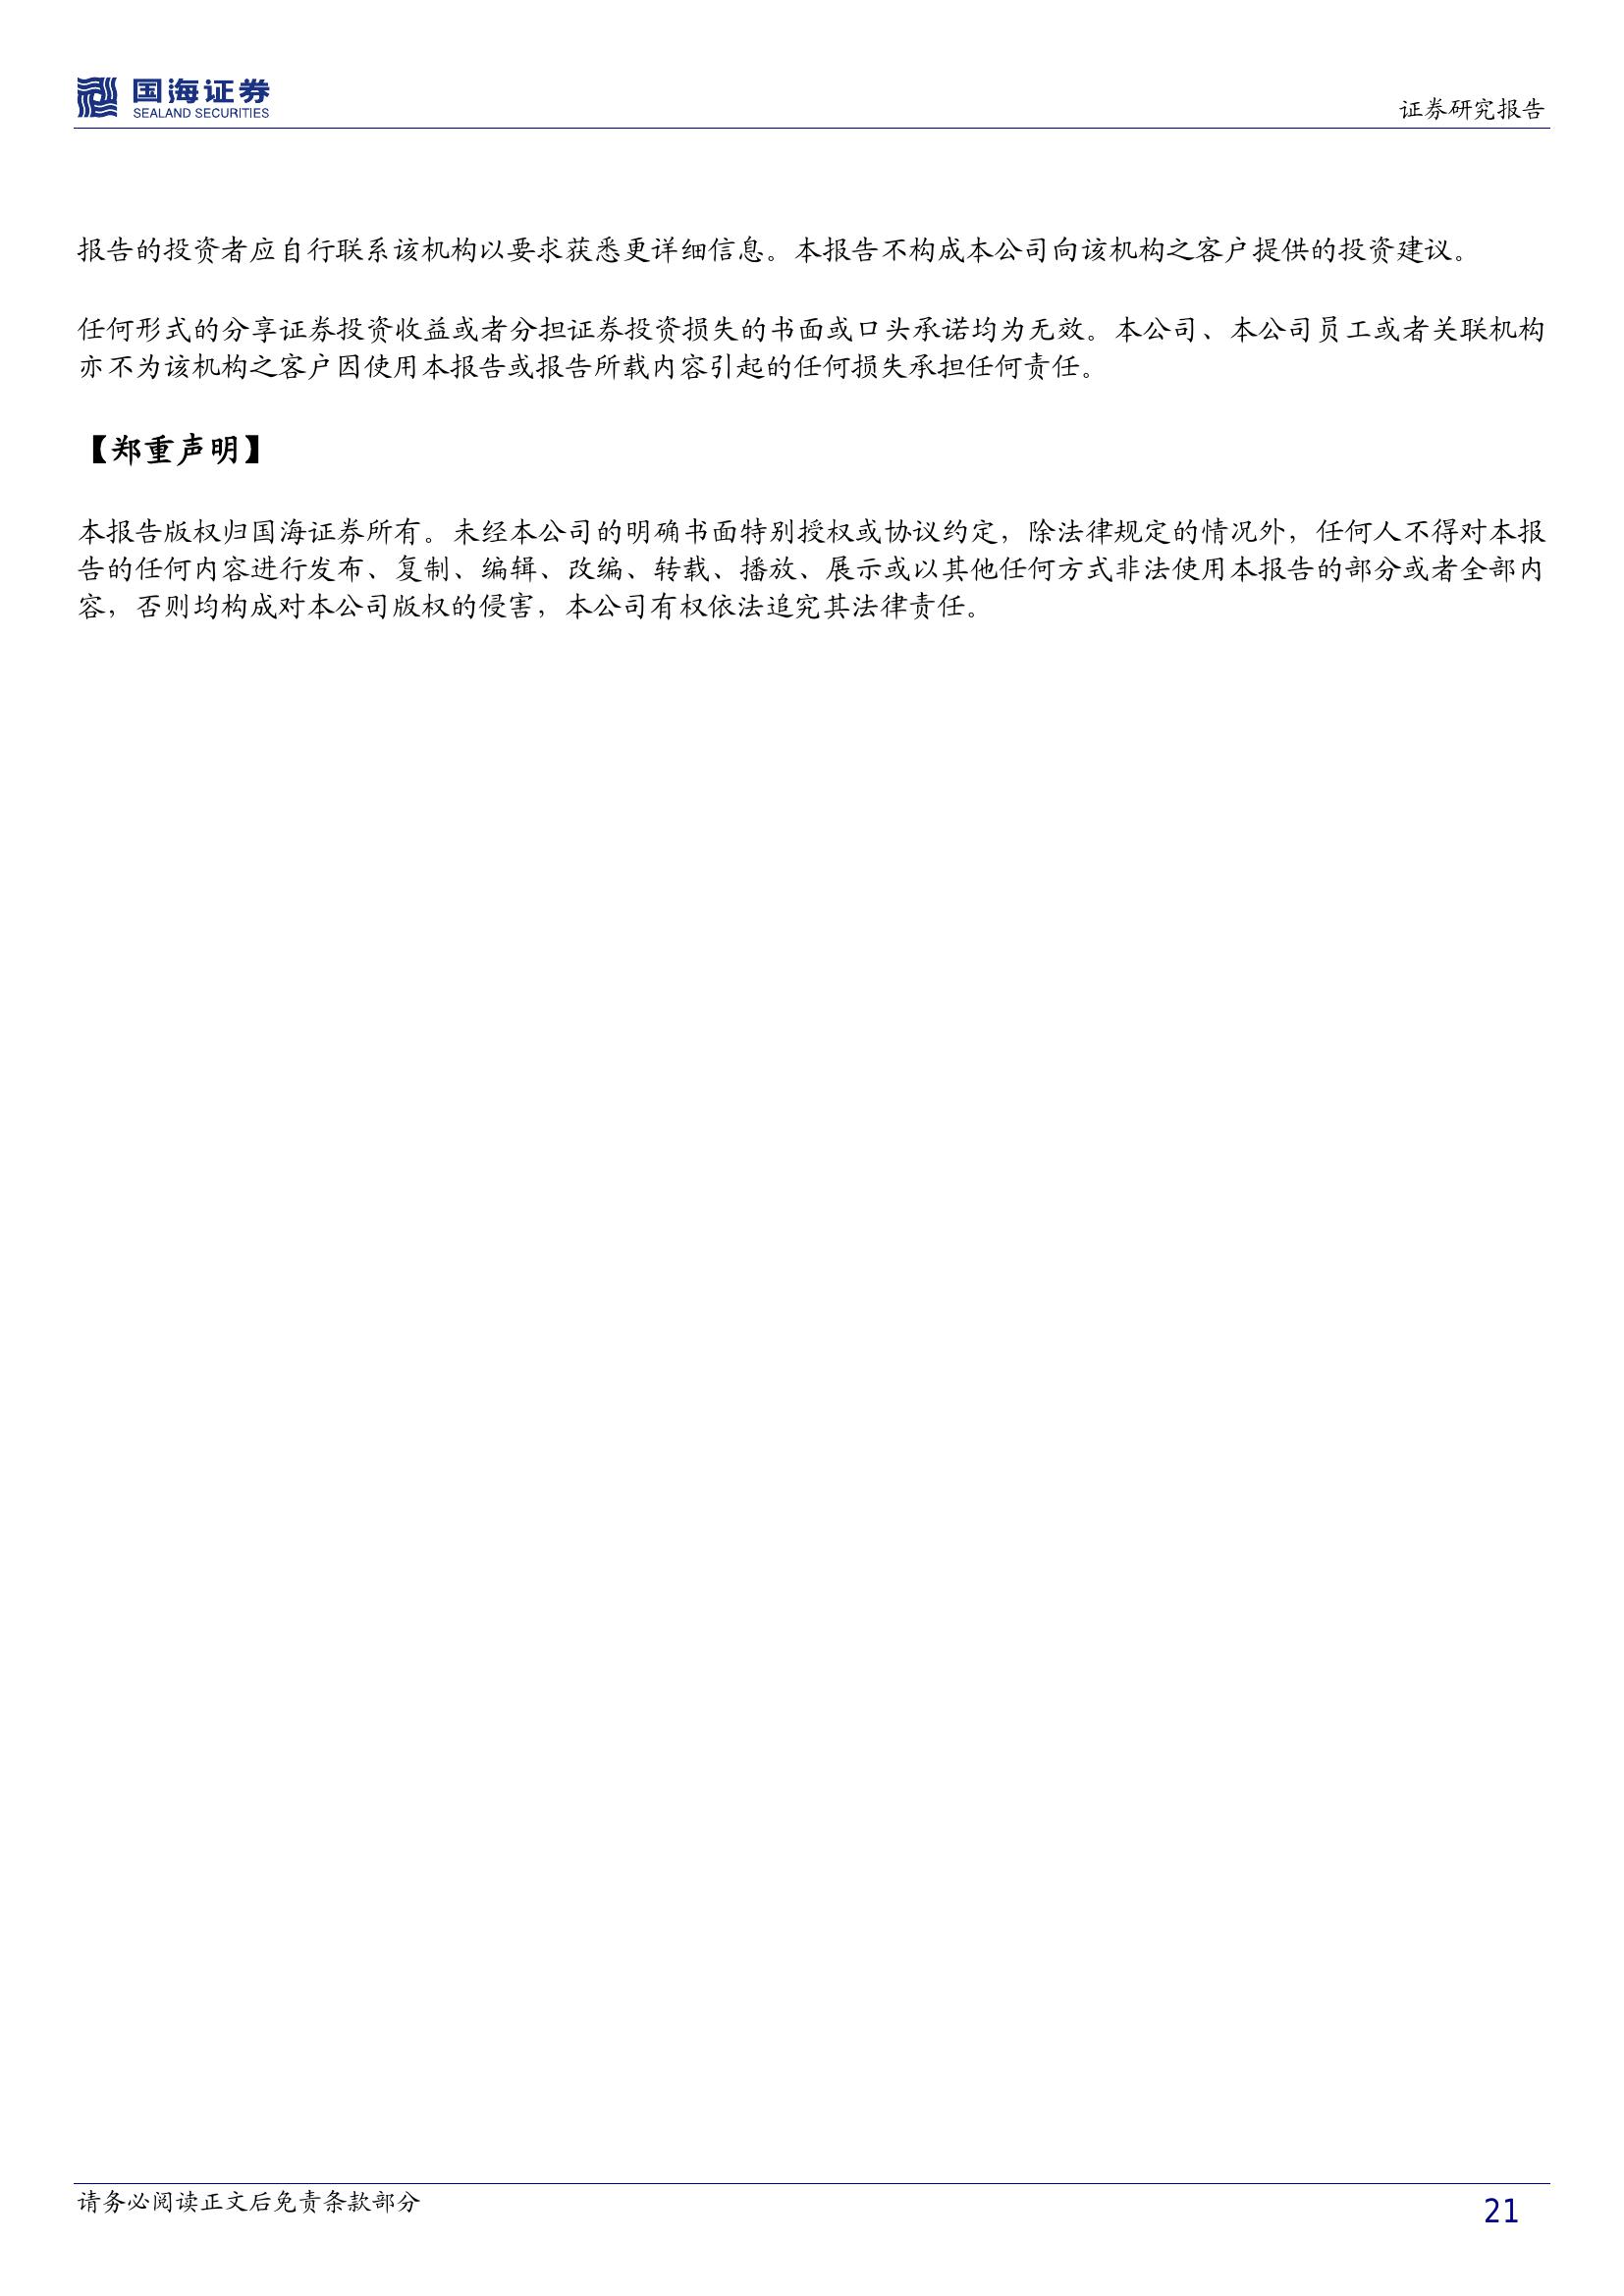 国海证券
SEALAND SECURITIES
证券研究报告
报告的投资者应自行联系该机构以要求获悉更详细信息。本报告不构成本公司向该机构之客户提供的投资建议。
任何形式的分享证券投资收益或者分担证券投资损失的书面或口头承诺均为无效。本公司、本公司员工或者关联机构
亦不为该机构之客户因使用本报告或报告所载内容引起的任何损失承担任何责任。
【郑重声明】
本报告版权归国海证券所有。未经本公司的明确书面特别授权或协议约定，除法律规定的情况外，任何人不得对本报
告的任何内容进行发布、复制、编辑、改编、转载、播放、展示或以其他任何方式非法使用本报告的部分或者全部内
容，否则均构成对本公司版权的侵害，本公司有权依法追究其法律责任。
请务必阅读正文后免责条款部分
21